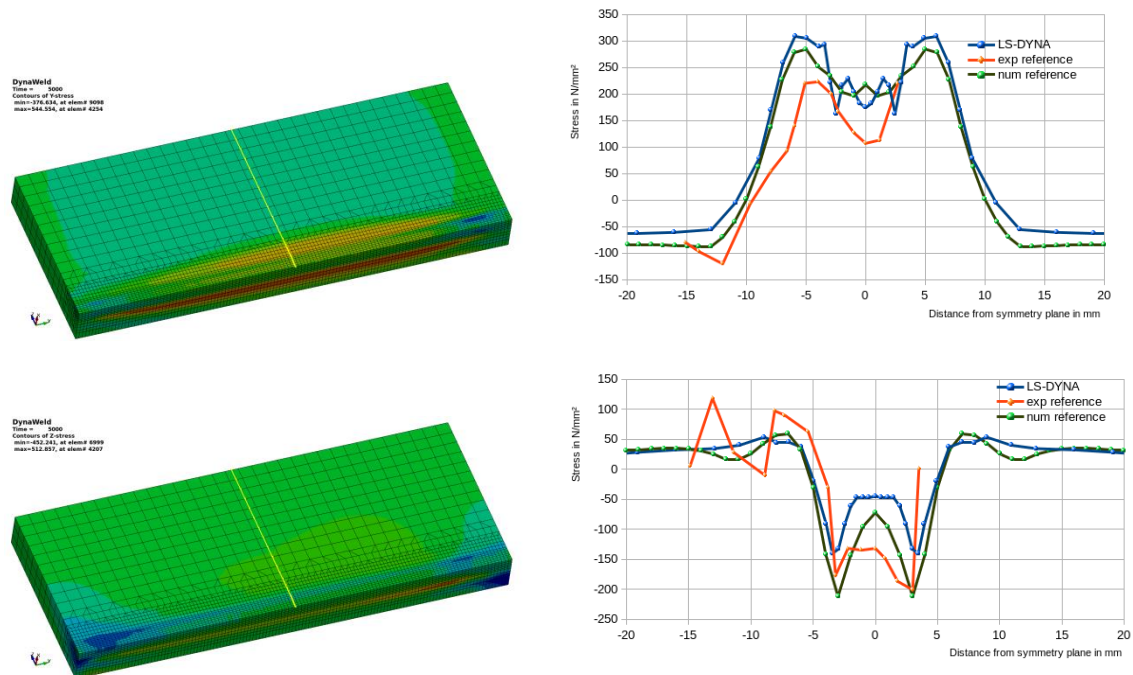 DynaWeld
Time = 5000
Contours of Y-stress
min=-376.634, at elem# 9098
max=544.554, at elem# 4254
350
300
250
200
150
100
50
0
-50
-100
-150
Stress in N/mm²
LS-DYNA
exp reference
num reference
-20 -15 -10 -5 0 5 10 15 20
Distance from symmetry plane in mm
DynaWeld
Time = 5000
Contours of Z-stress
min=-452.241, at elem# 6999
max=512.857, at elem# 4207
150
100
50
0
-50
-100
-150
-200
-250
Stress in N/mm²
LS-DYNA
exp reference
num reference
-20 -15 -10 -5 0 5 10 15 20
Distance from symmetry plane in mm